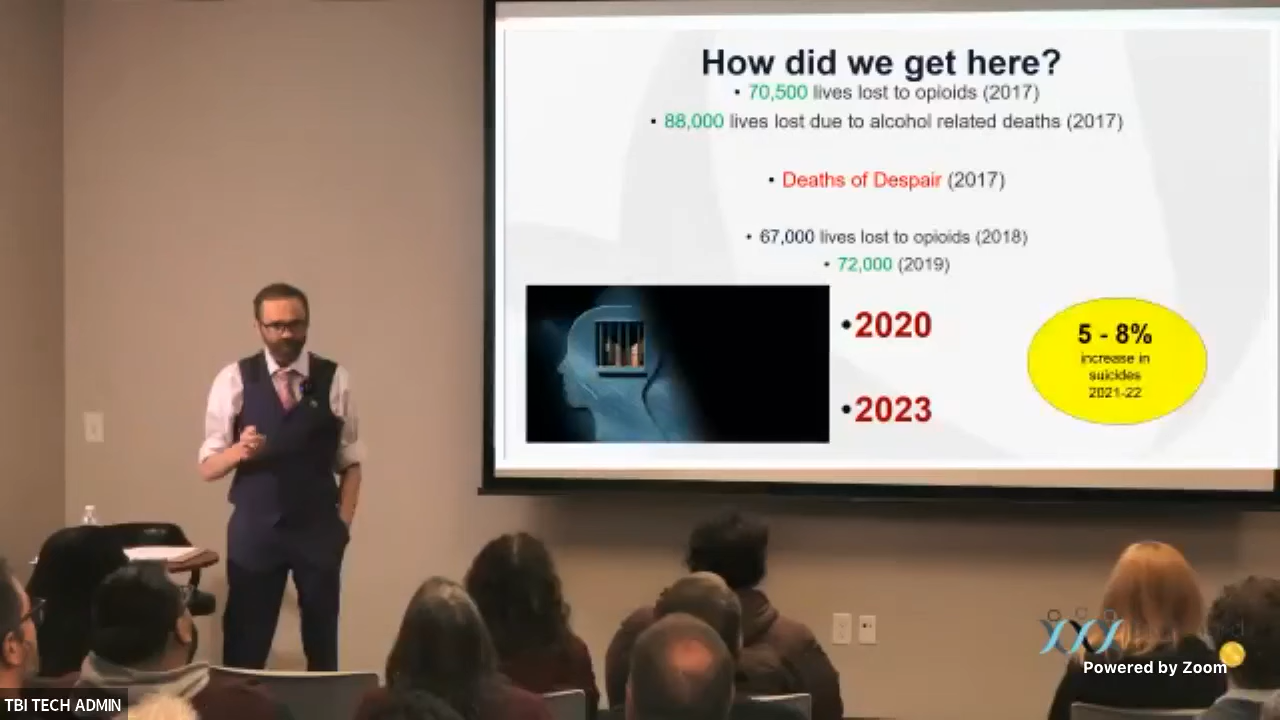 How did we get here?
• 70,500 lives lost to opioids (2017)
• 88,000 lives lost due to alcohol related deaths (2017)
• Deaths of Despair (2017)
• 67,000 lives lost to opioids (2018)
• 72,000 (2019)
•2020
•2023
5 - 8%
increase in
suicides
2021-22
Powered by Zoom
TBI TECH ADMIN